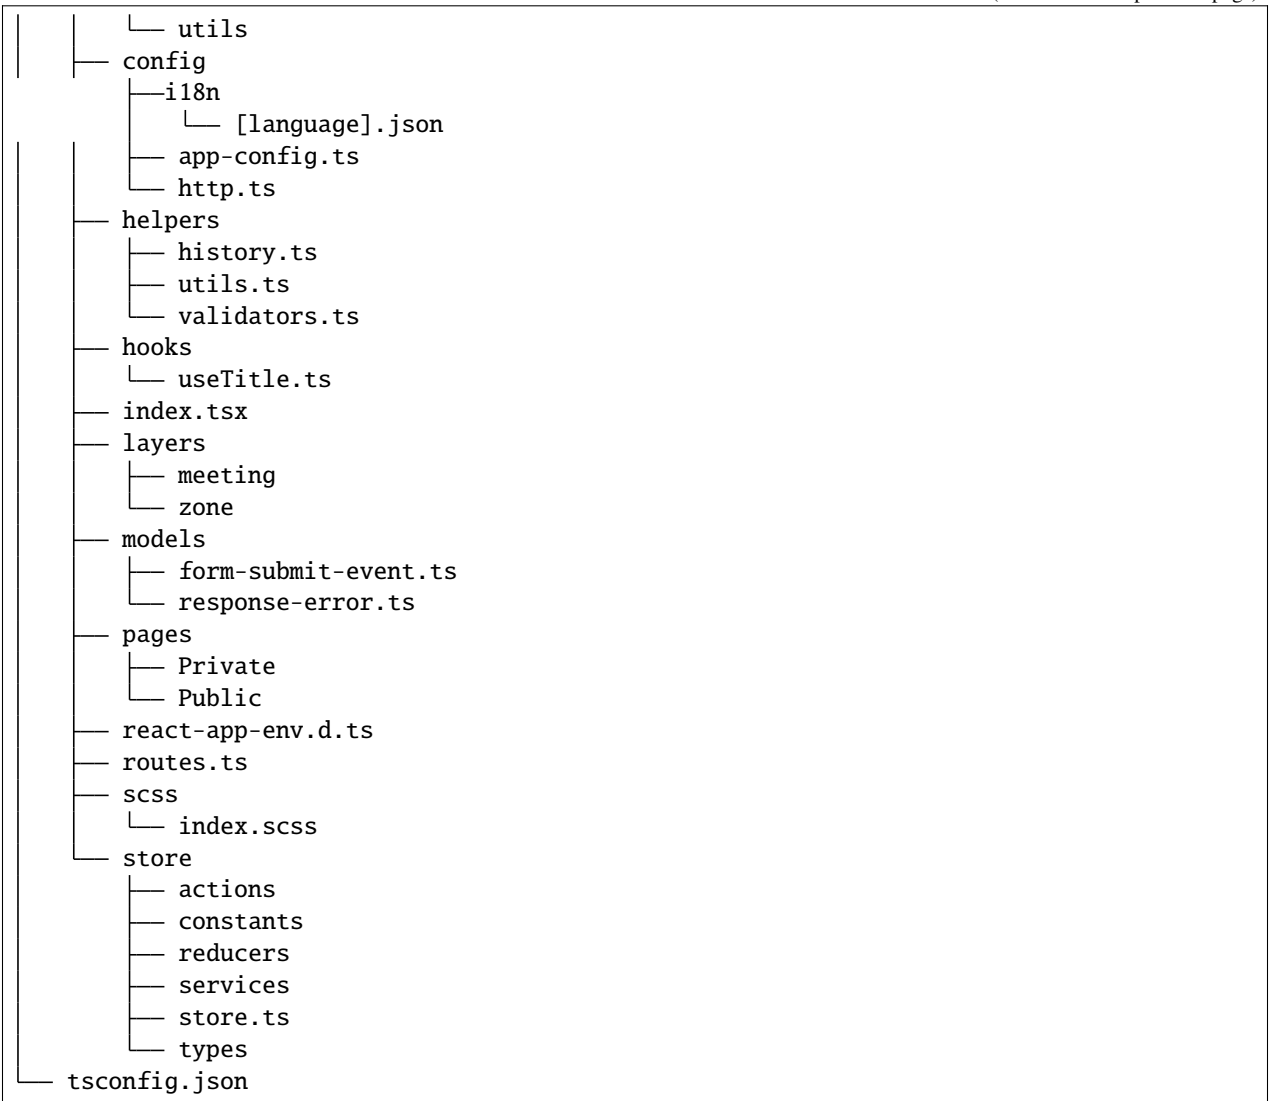 │   │   └── utils
│   ├── config
        ├──i18n
        │   └── [language].json
│   │   ├── app-config.ts
│   │   └── http.ts
│   ├── helpers
│   │   ├── history.ts
│   │   ├── utils.ts
│   │   └── validators.ts
│   ├── hooks
│   │   └── useTitle.ts
│   ├── index.tsx
│   ├── layers
│   │   ├── meeting
│   │   └── zone
│   ├── models
│   │   ├── form-submit-event.ts
│   │   └── response-error.ts
│   ├── pages
│   │   ├── Private
│   │   └── Public
│   ├── react-app-env.d.ts
│   ├── routes.ts
│   ├── scss
│   │   └── index.scss
│   └── store
│       ├── actions
│       ├── constants
│       ├── reducers
│       ├── services
│       ├── store.ts
│       └── types
└── tsconfig.json